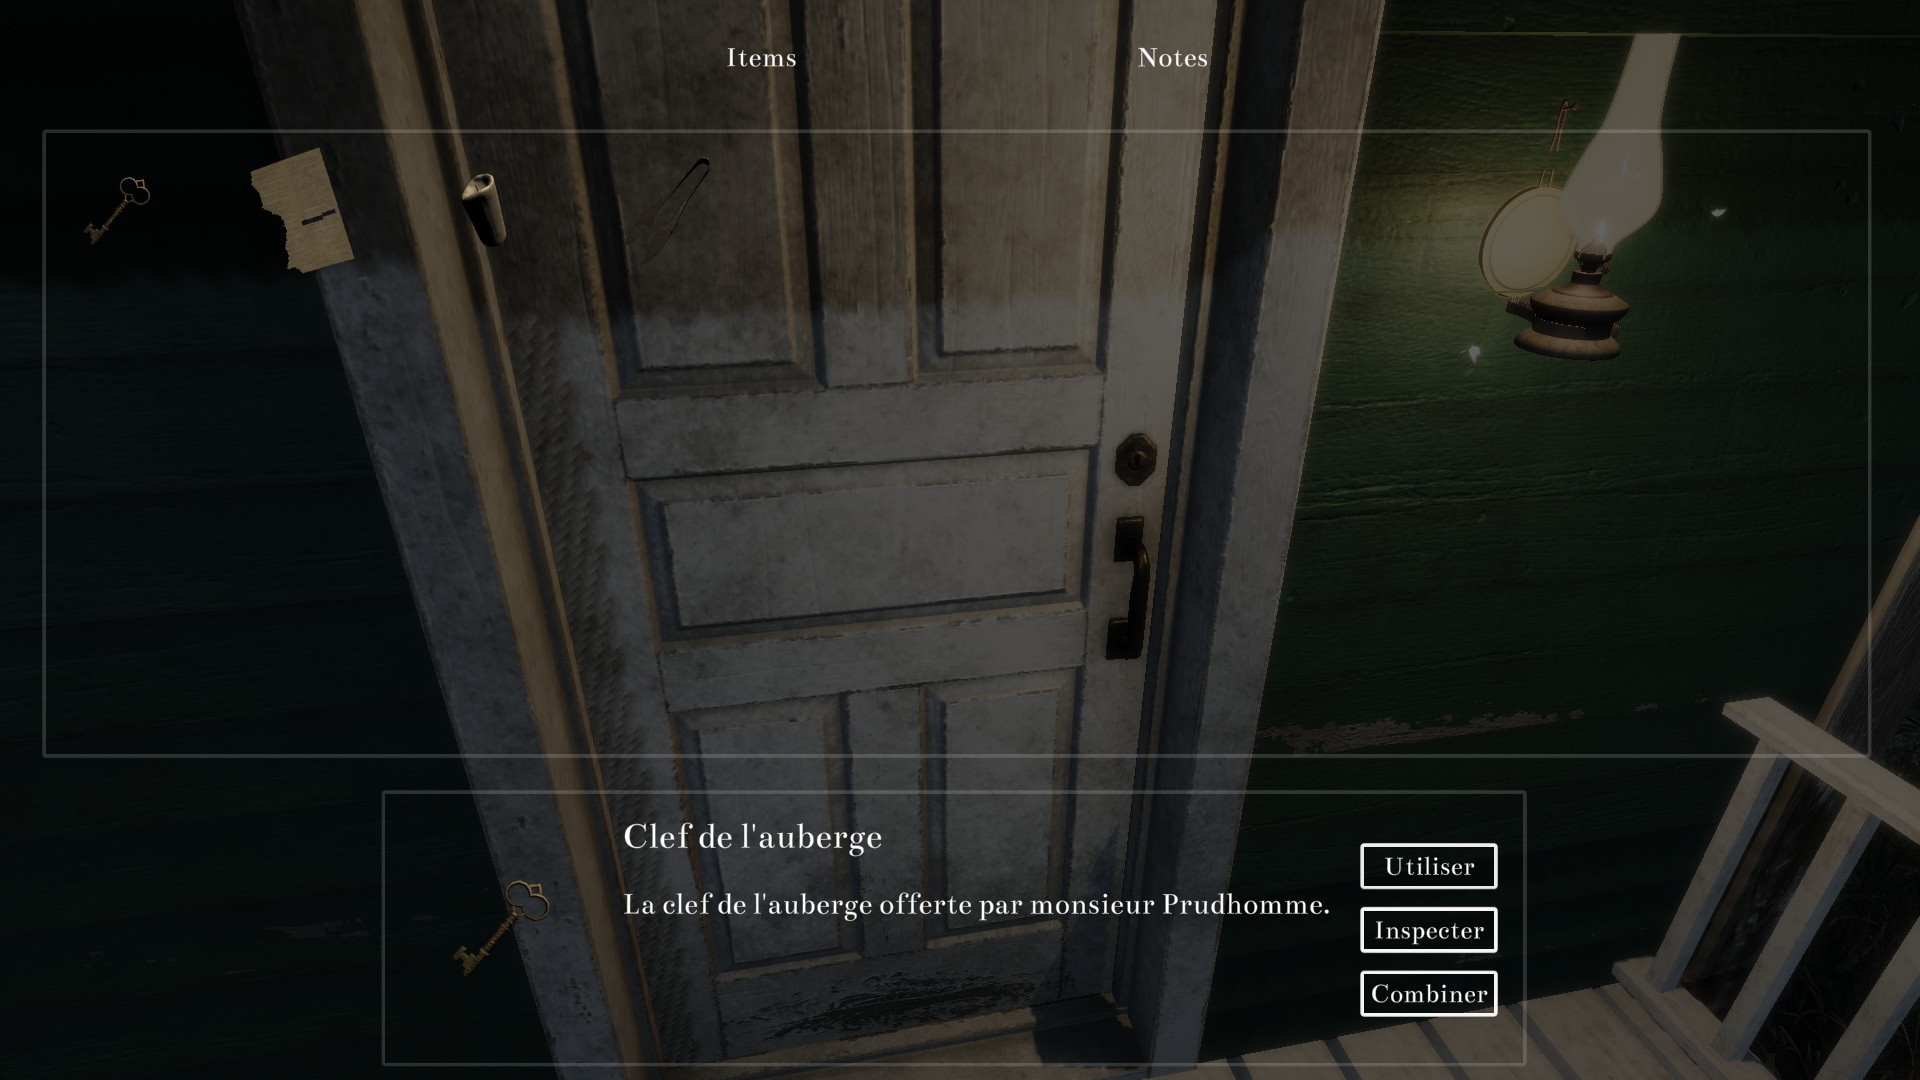 Items
Notes
Clef de l'auberge
La clef de l'auberge offerte par monsieur Prudhomme.
Utiliser
Inspecter
Combiner